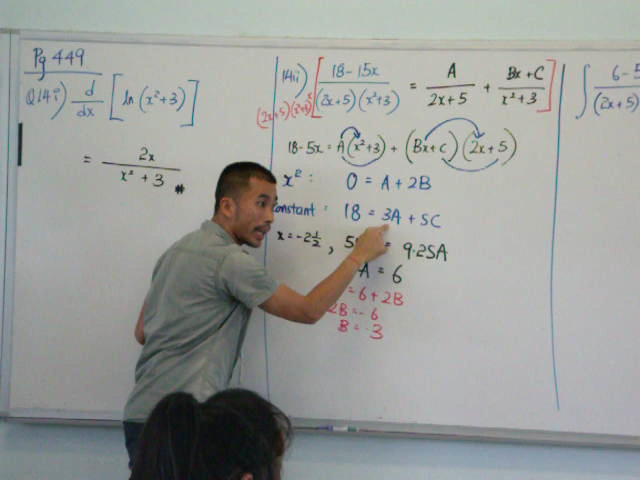 Pg 449
Q14i) d/dx [ln (x²+3)]
= 2x / x² + 3 #
14ii) [18 - 15x / (2x+5)(x²+3) = A / 2x+5 + Bx+C / x²+3]
(2x+5)(x²+3)×
18-5x = A(x²+3) + (Bx+C)(2x+5)
x² : 0 = A + 2B
onstant = 18 = 3A + 5C
x = -2½ , = 9.25A
A = 6
= 6 + 2B
2B = -6
B = -3
∫ 6-5 / (2x+5)